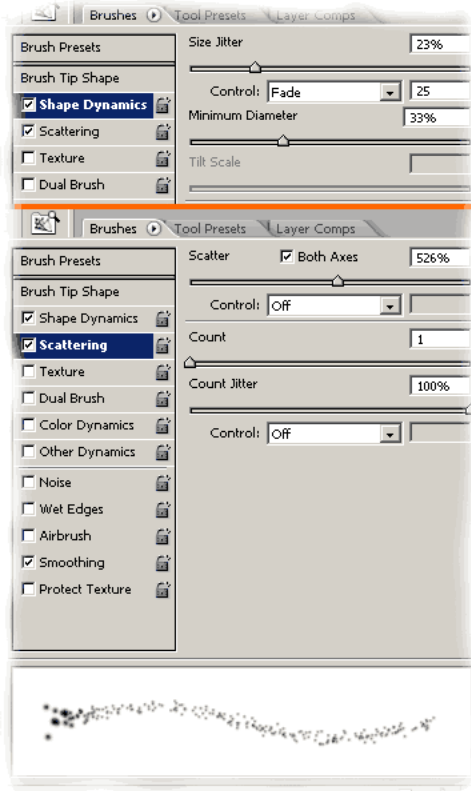 Brushes Tool Presets Layer Comps
Brush Presets Size Jitter 23%
Brush Tip Shape
Shape Dynamics Control: Fade 25
Scattering Minimum Diameter 33%
Texture Tilt Scale
Dual Brush
Brushes Tool Presets Layer Comps
Brush Presets Scatter Both Axes 526%
Brush Tip Shape
Shape Dynamics Control: Off
Scattering Count 1
Texture
Dual Brush Count Jitter 100%
Color Dynamics Control: Off
Other Dynamics
Noise
Wet Edges
Airbrush
Smoothing
Protect Texture